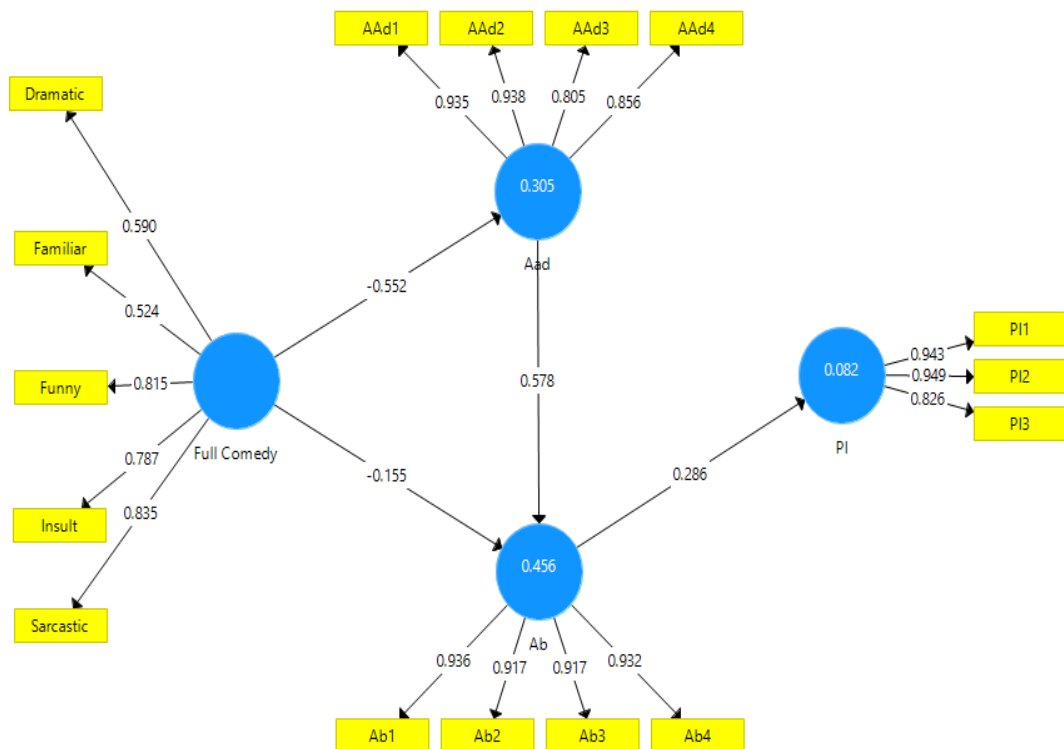 AAd1 AAd2 AAd3 AAd4
Dramatic
0.935 0.938 0.805 0.856
0.305
0.590
Familiar
Aad
-0.552
0.524
PI1
0.943
Funny
0.815
0.578
0.082
0.949
PI2
0.826
PI3
Full Comedy
PI
0.787
-0.155
0.286
0.835
Insult
0.456
Sarcastic
Ab
0.936 0.917 0.917 0.932
Ab1 Ab2 Ab3 Ab4